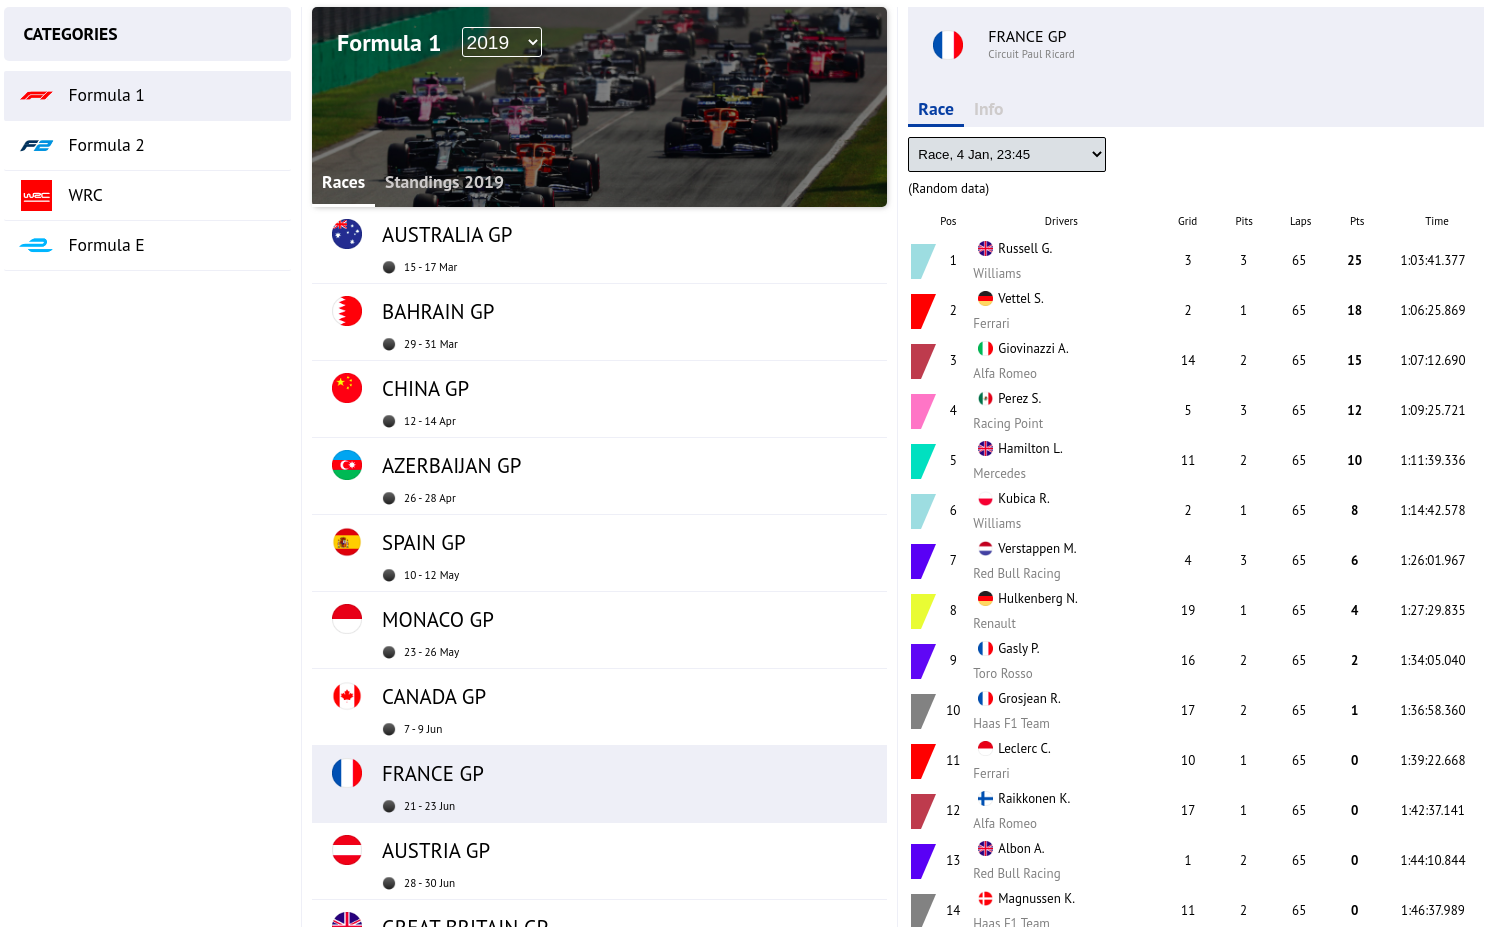 CATEGORIES
Formula 1
Formula 2
WRC
Formula E
Formula 1 2019
Races Standings 2019
AUSTRALIA GP
15 - 17 Mar
BAHRAIN GP
29 - 31 Mar
CHINA GP
12 - 14 Apr
AZERBAIJAN GP
26 - 28 Apr
SPAIN GP
10 - 12 May
MONACO GP
23 - 26 May
CANADA GP
7 - 9 Jun
FRANCE GP
21 - 23 Jun
AUSTRIA GP
28 - 30 Jun
GREAT BRITAIN GP
FRANCE GP
Circuit Paul Ricard
Race Info
Race, 4 Jan, 23:45
(Random data)
Pos Drivers Grid Pits Laps Pts Time
1 Russell G. 3 3 65 25 1:03:41.377
Williams
2 Vettel S. 2 1 65 18 1:06:25.869
Ferrari
3 Giovinazzi A. 14 2 65 15 1:07:12.690
Alfa Romeo
4 Perez S. 5 3 65 12 1:09:25.721
Racing Point
5 Hamilton L. 11 2 65 10 1:11:39.336
Mercedes
6 Kubica R. 2 1 65 8 1:14:42.578
Williams
7 Verstappen M. 4 3 65 6 1:26:01.967
Red Bull Racing
8 Hulkenberg N. 19 1 65 4 1:27:29.835
Renault
9 Gasly P. 16 2 65 2 1:34:05.040
Toro Rosso
10 Grosjean R. 17 2 65 1 1:36:58.360
Haas F1 Team
11 Leclerc C. 10 1 65 0 1:39:22.668
Ferrari
12 Raikkonen K. 17 1 65 0 1:42:37.141
Alfa Romeo
13 Albon A. 1 2 65 0 1:44:10.844
Red Bull Racing
14 Magnussen K. 11 2 65 0 1:46:37.989
Haas F1 Team